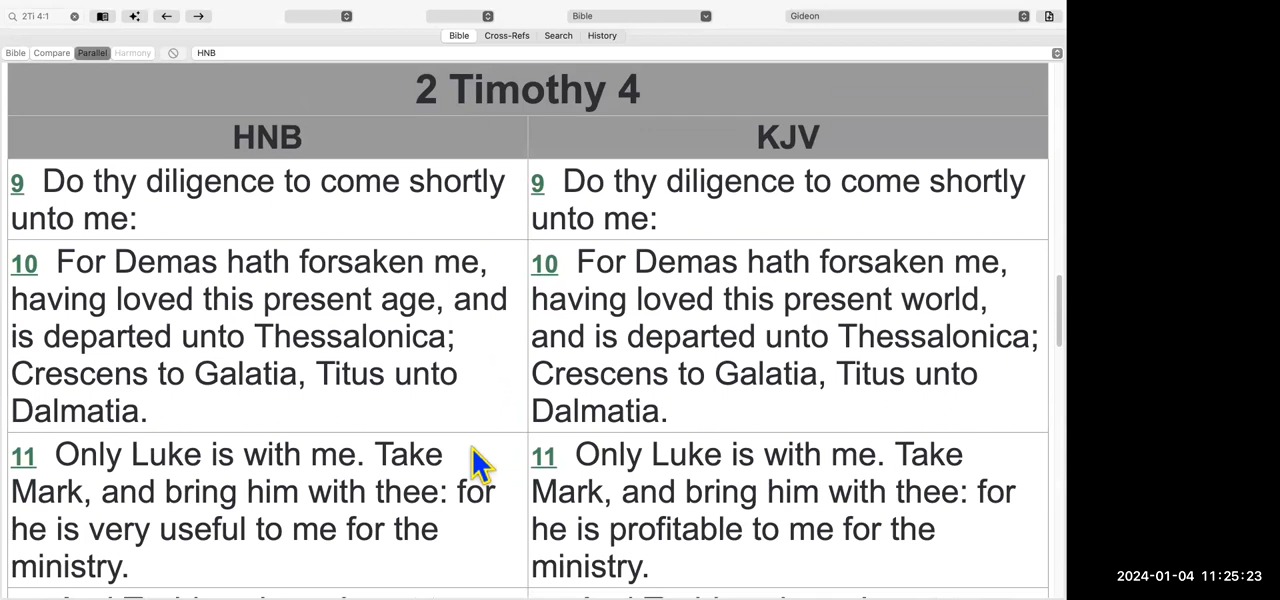 2Ti 4:1
Bible
Gideon
Bible Cross-Refs Search History
Bible Compare Parallel Harmony HNB
2 Timothy 4
HNB
9 Do thy diligence to come shortly
unto me:
10 For Demas hath forsaken me,
having loved this present age, and
is departed unto Thessalonica;
Crescens to Galatia, Titus unto
Dalmatia.
11 Only Luke is with me. Take
Mark, and bring him with thee: for
he is very useful to me for the
ministry.
KJV
9 Do thy diligence to come shortly
unto me:
10 For Demas hath forsaken me,
having loved this present world,
and is departed unto Thessalonica;
Crescens to Galatia, Titus unto
Dalmatia.
11 Only Luke is with me. Take
Mark, and bring him with thee: for
he is profitable to me for the
ministry.
2024-01-04 11:25:23